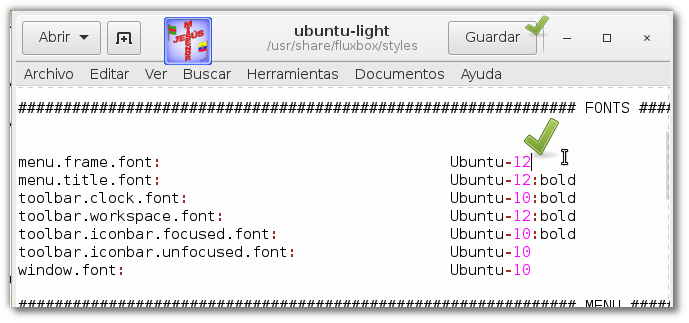 Abrir
ubuntu-light
/usr/share/fluxbox/styles
Guardar
JESÚS
Archivo Editar Ver Buscar Herramientas Documentos Ayuda
############################################################## FONTS ####
menu.frame.font: Ubuntu-12
menu.title.font: Ubuntu-12:bold
toolbar.clock.font: Ubuntu-10:bold
toolbar.workspace.font: Ubuntu-12:bold
toolbar.iconbar.focused.font: Ubuntu-10:bold
toolbar.iconbar.unfocused.font: Ubuntu-10
window.font: Ubuntu-10
############################################################## MENU #####